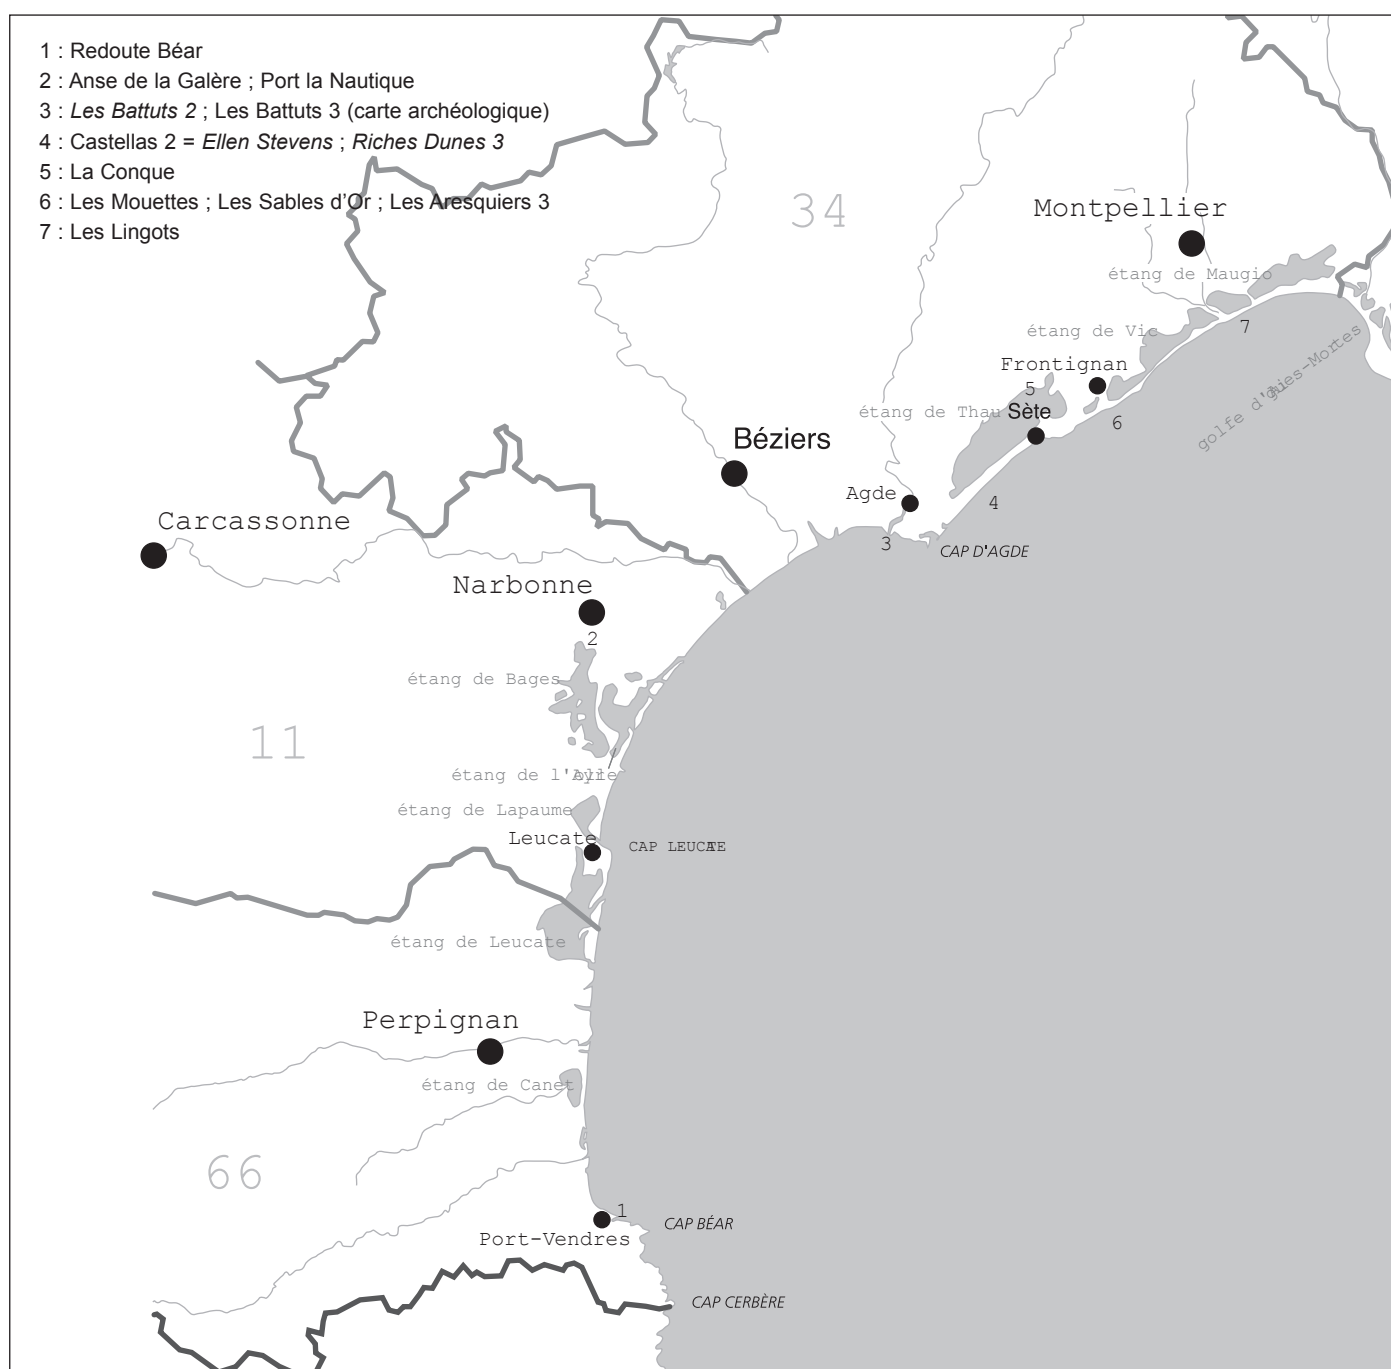 1 : Redoute Béar
2 : Anse de la Galère ; Port la Nautique
3 : Les Battuts 2 ; Les Battuts 3 (carte archéologique)
4 : Castellas 2 = Ellen Stevens ; Riches Dunes 3
5 : La Conque
6 : Les Mouettes ; Les Sables d'Or ; Les Aresquiers 3
7 : Les Lingots
34
Montpellier
étang de Maugio
7
étang de Vic
Frontignan
5
étang de Thau
Sète
6
golfe d'
Mortes
Béziers
Agde
4
3
CAP D'AGDE
Carcassonne
Narbonne
2
étang de Bages
11
étang de
étang de Lapaume
Leucate
CAP LEUCATE
étang de Leucate
Perpignan
étang de Canet
66
1
CAP BÉAR
Port-Vendres
CAP CERBÈRE